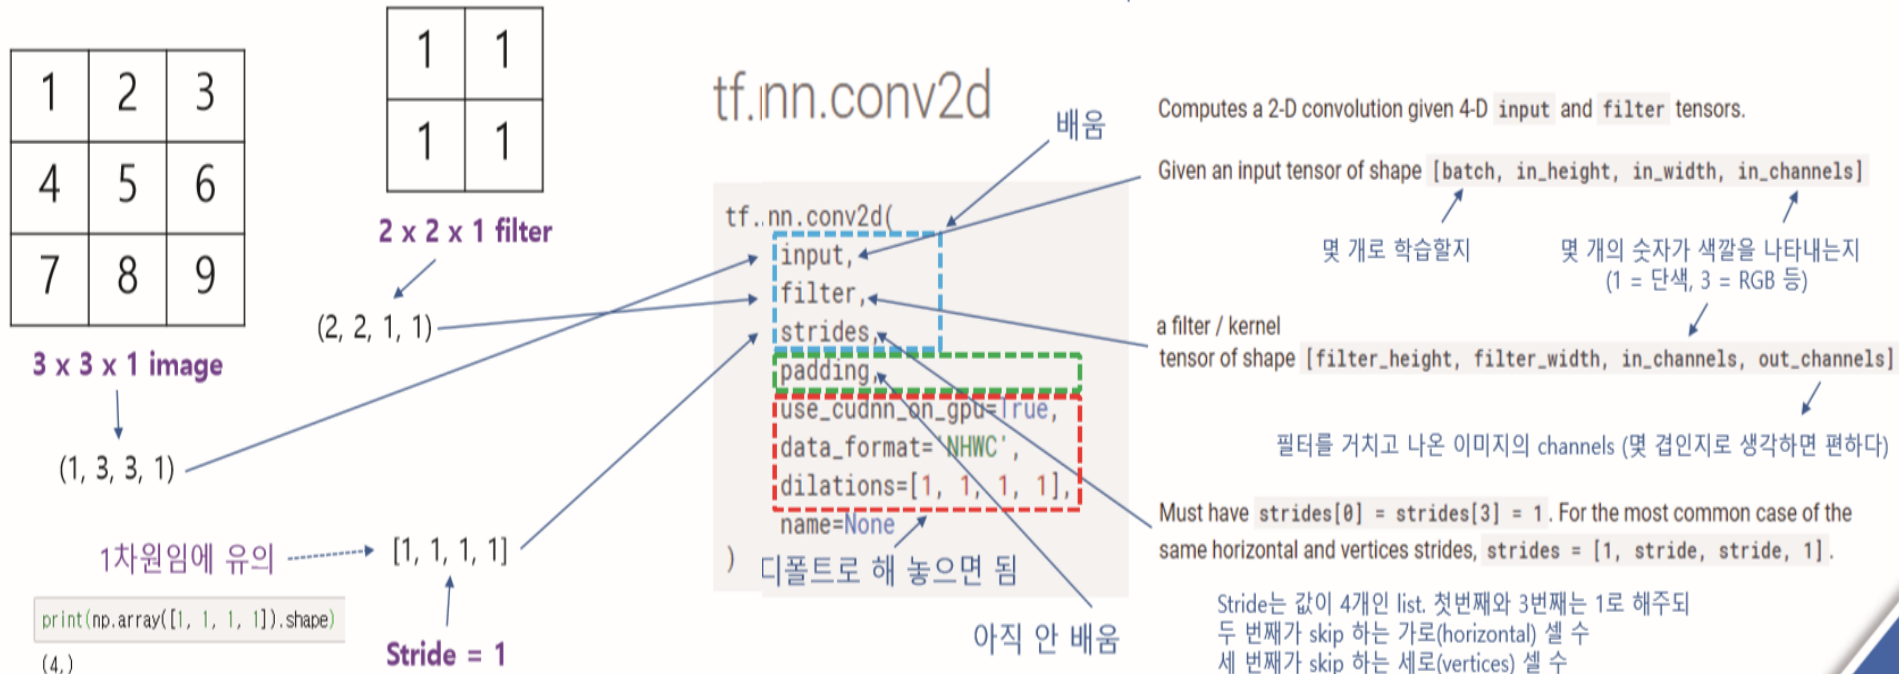 1 2 3
4 5 6
7 8 9
3 x 3 x 1 image
(1, 3, 3, 1)
1 1
1 1
2 x 2 x 1 filter
(2, 2, 1, 1)
1차원임에 유의
[1, 1, 1, 1]
Stride = 1
print(np.array([1, 1, 1, 1]).shape)
(4,)
tf.nn.conv2d
배움
tf.nn.conv2d(
input,
filter,
strides,
padding,
use_cudnn_on_gpu=True,
data_format='NHWC',
dilations=[1, 1, 1, 1],
name=None
)
디폴트로 해 놓으면 됨
아직 안 배움
Computes a 2-D convolution given 4-D input and filter tensors.
Given an input tensor of shape [batch, in_height, in_width, in_channels]
몇 개로 학습할지
몇 개의 숫자가 색깔을 나타내는지
(1 = 단색, 3 = RGB 등)
a filter / kernel
tensor of shape [filter_height, filter_width, in_channels, out_channels]
필터를 거치고 나온 이미지의 channels (몇 겹인지로 생각하면 편하다)
Must have strides[0] = strides[3] = 1. For the most common case of the
same horizontal and vertices strides, strides = [1, stride, stride, 1].
Stride는 값이 4개인 list. 첫번째와 3번째는 1로 해주되
두 번째가 skip 하는 가로(horizontal) 셀 수
세 번째가 skip 하는 세로(vertices) 셀 수